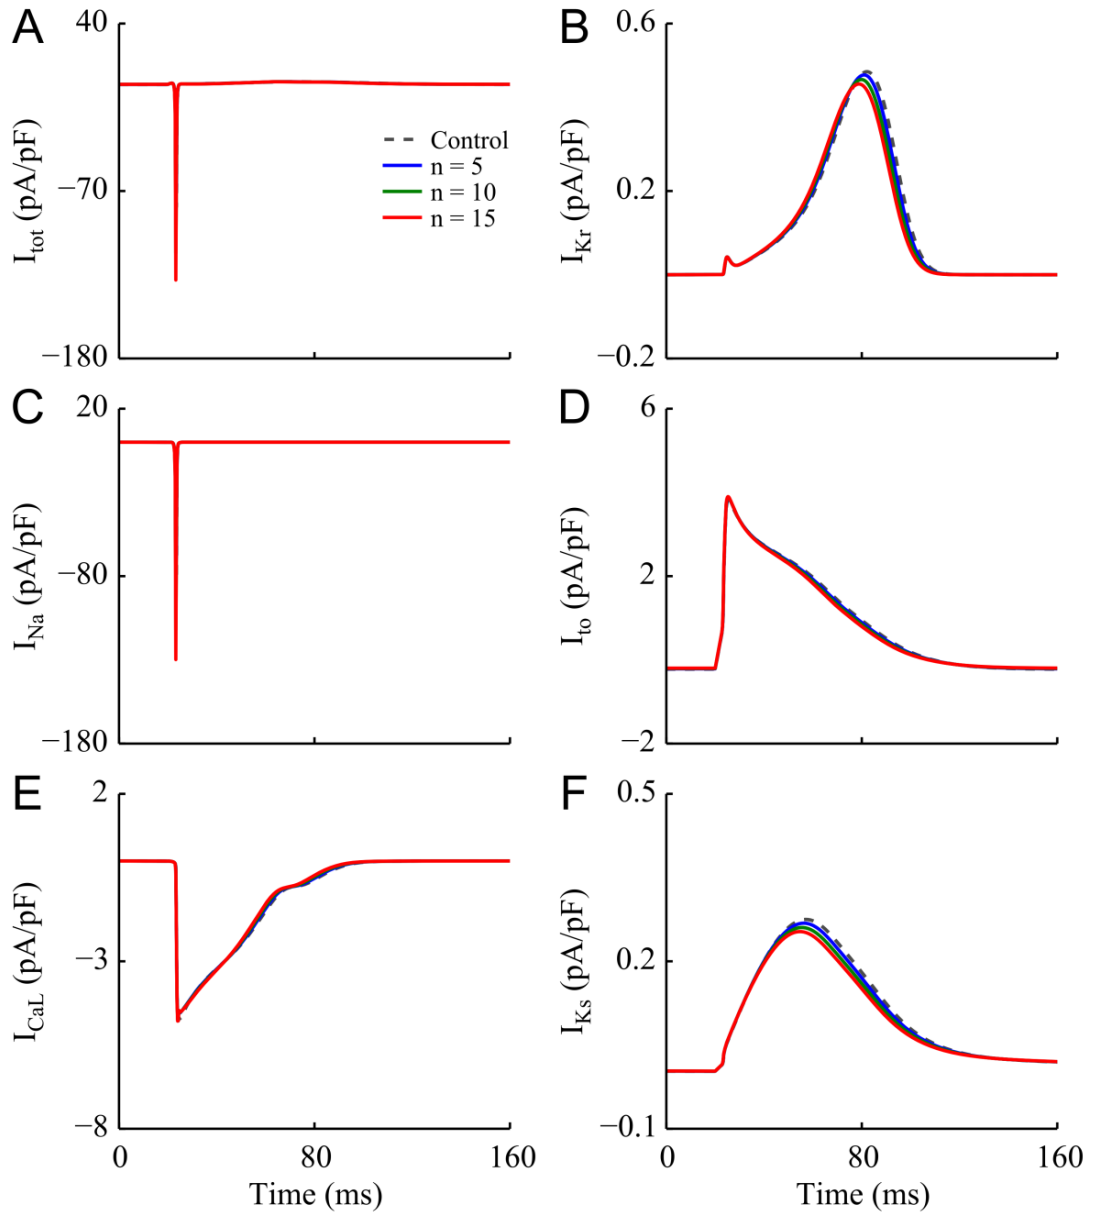 A
40
−70
−180
I_tot (pA/pF)
Control
n = 5
n = 10
n = 15
B
0.6
0.2
−0.2
I_Kr (pA/pF)
C
20
−80
−180
I_Na (pA/pF)
D
6
2
−2
I_to (pA/pF)
E
2
−3
−8
I_CaL (pA/pF)
0 80 160
Time (ms)
F
0.5
0.2
−0.1
I_Ks (pA/pF)
0 80 160
Time (ms)